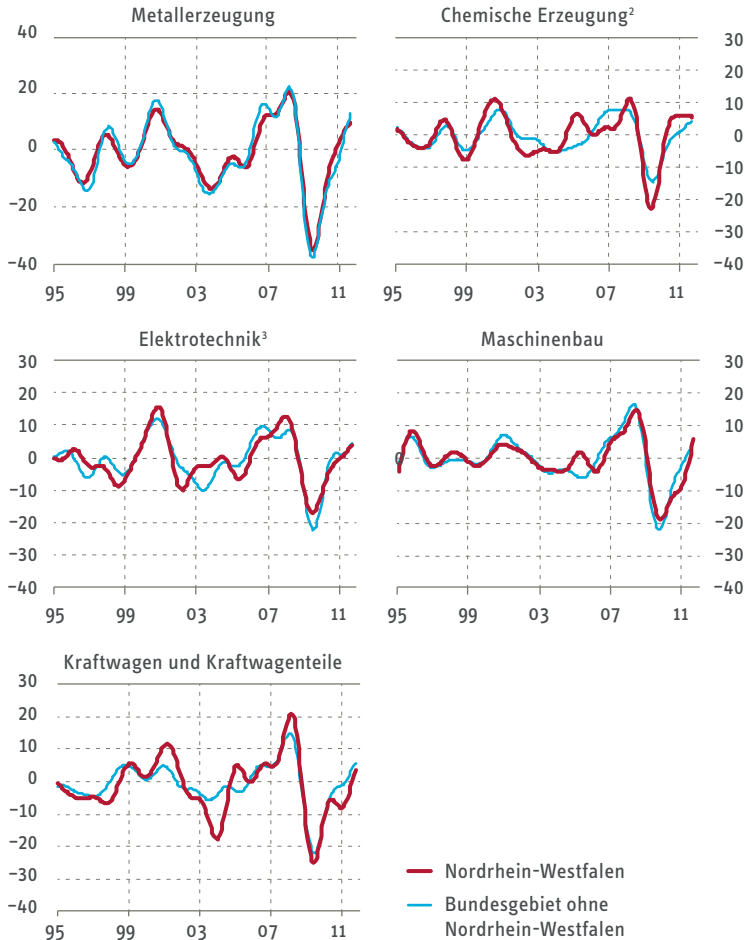 Metallerzeugung
40
20
0
−20
−40
95 99 03 07 11
Chemische Erzeugung²
30
20
10
0
−10
−20
−30
−40
95 99 03 07 11
Elektrotechnik³
30
20
10
0
−10
−20
−30
−40
95 99 03 07 11
Maschinenbau
0
30
20
10
0
−10
−20
−30
−40
95 99 03 07 11
Kraftwagen und Kraftwagenteile
30
20
10
0
−10
−20
−30
−40
95 99 03 07 11
Nordrhein-Westfalen
Bundesgebiet ohne
Nordrhein-Westfalen